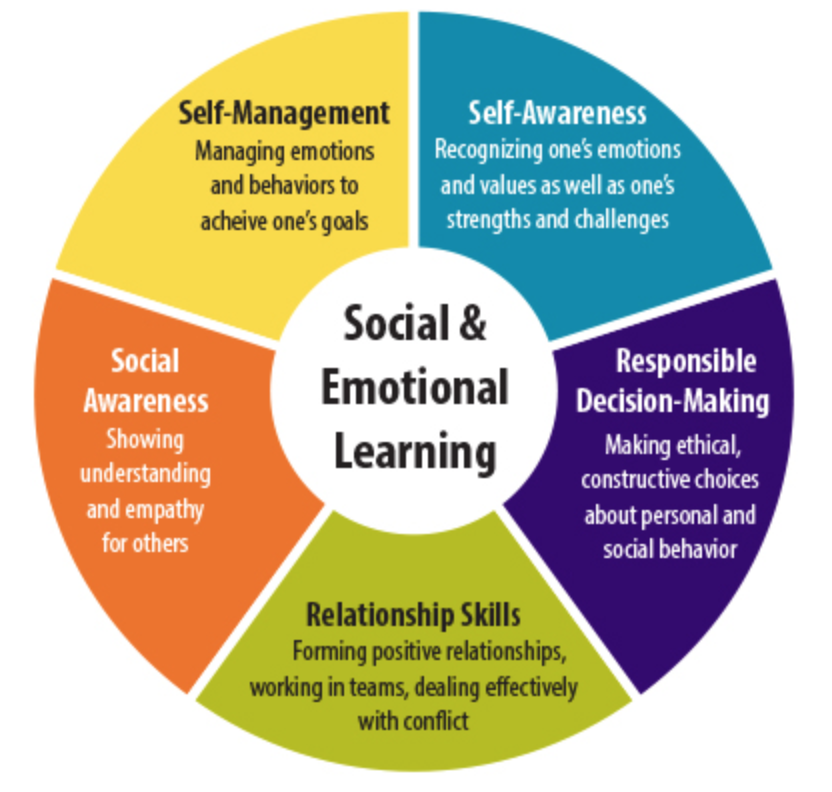 Self-Management
Managing emotions
and behaviors to
acheive one's goals
Self-Awareness
Recognizing one's emotions
and values as well as one's
strengths and challenges
Social &
Emotional
Learning
Social
Awareness
Showing
understanding
and empathy
for others
Responsible
Decision-Making
Making ethical,
constructive choices
about personal and
social behavior
Relationship Skills
Forming positive relationships,
working in teams, dealing effectively
with conflict